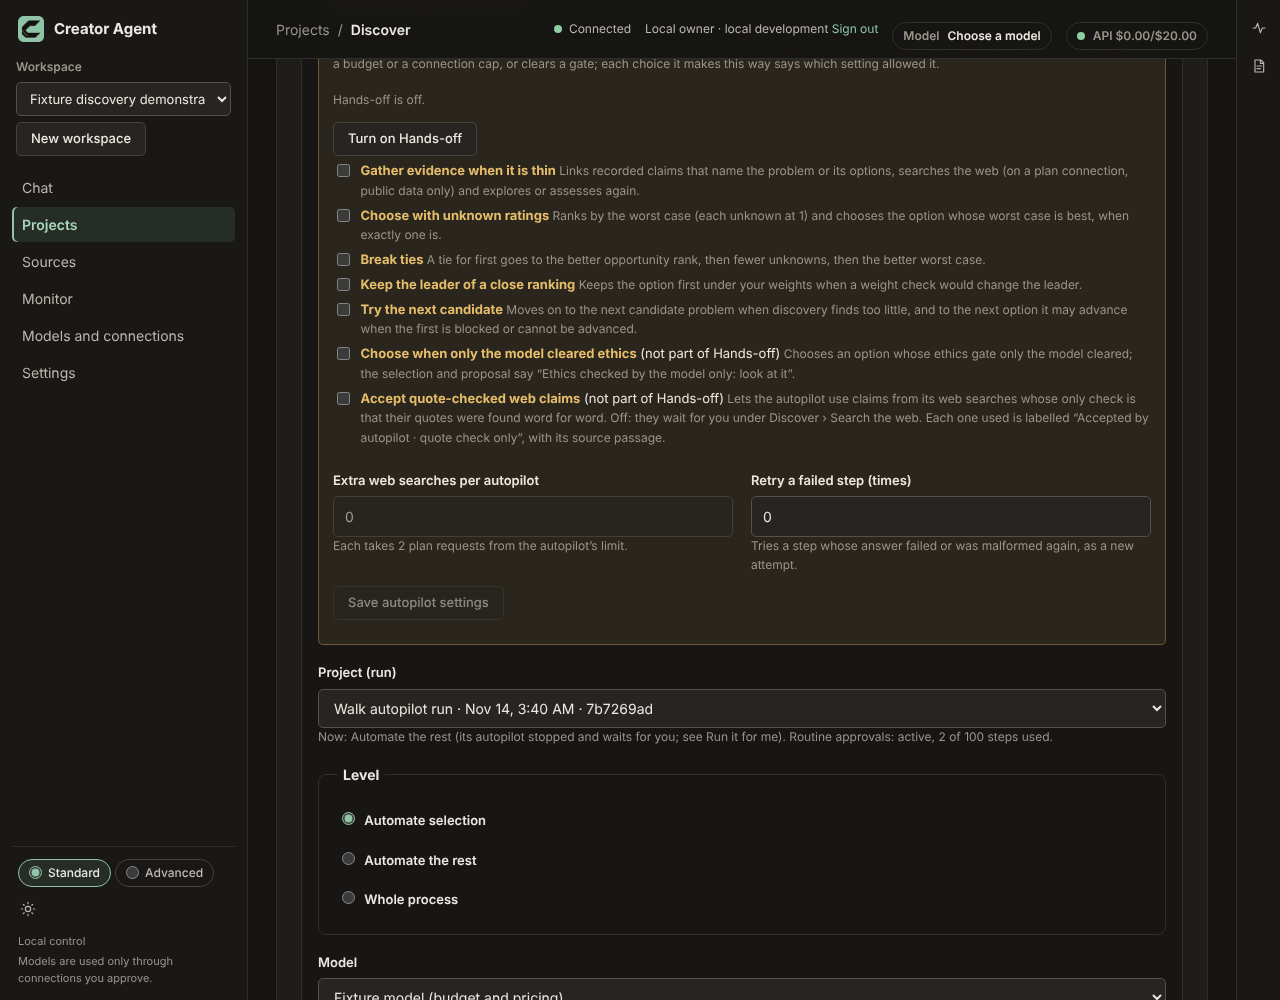 Creator Agent
Workspace
Fixture discovery demonstra
New workspace
Chat
Projects
Sources
Monitor
Models and connections
Settings
Standard
Advanced
Local control
Models are used only through
connections you approve.
Projects / Discover
Connected
Local owner · local development Sign out
Model Choose a model
API $0.00/$20.00
a budget or a connection cap, or clears a gate; each choice it makes this way says which setting allowed it.
Hands-off is off.
Turn on Hands-off
Gather evidence when it is thin Links recorded claims that name the problem or its options, searches the web (on a plan connection,
public data only) and explores or assesses again.
Choose with unknown ratings Ranks by the worst case (each unknown at 1) and chooses the option whose worst case is best, when
exactly one is.
Break ties A tie for first goes to the better opportunity rank, then fewer unknowns, then the better worst case.
Keep the leader of a close ranking Keeps the option first under your weights when a weight check would change the leader.
Try the next candidate Moves on to the next candidate problem when discovery finds too little, and to the next option it may advance
when the first is blocked or cannot be advanced.
Choose when only the model cleared ethics (not part of Hands-off) Chooses an option whose ethics gate only the model cleared;
the selection and proposal say “Ethics checked by the model only: look at it”.
Accept quote-checked web claims (not part of Hands-off) Lets the autopilot use claims from its web searches whose only check is
that their quotes were found word for word. Off: they wait for you under Discover › Search the web. Each one used is labelled “Accepted by
autopilot · quote check only”, with its source passage.
Extra web searches per autopilot
0
Each takes 2 plan requests from the autopilot’s limit.
Retry a failed step (times)
0
Tries a step whose answer failed or was malformed again, as a new
attempt.
Save autopilot settings
Project (run)
Walk autopilot run · Nov 14, 3:40 AM · 7b7269ad
Now: Automate the rest (its autopilot stopped and waits for you; see Run it for me). Routine approvals: active, 2 of 100 steps used.
Level
Automate selection
Automate the rest
Whole process
Model
Fixture model (budget and pricing)